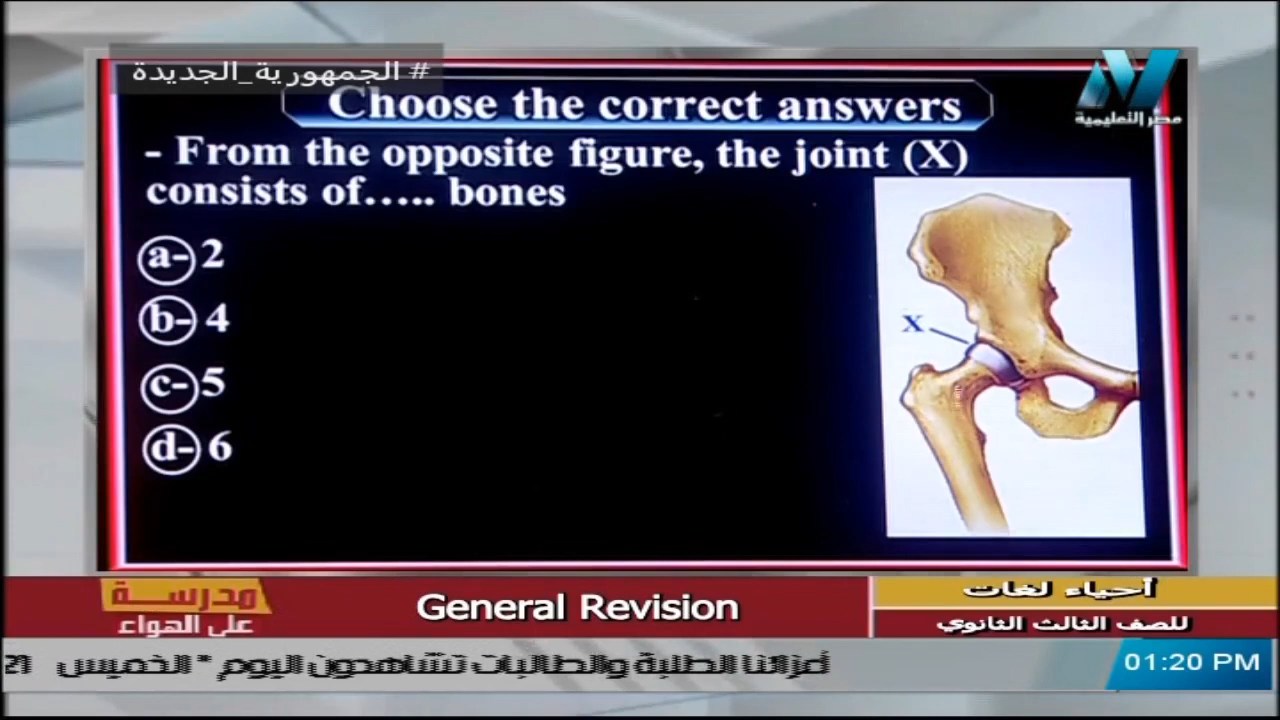 # الجمهورية_الجديدة
مصر التعليمية
Choose the correct answers
- From the opposite figure, the joint (X)
consists of..... bones
a- 2
b- 4
c- 5
d- 6
X
مدرسة
على الهواء
General Revision
أحياء لغات
للصف الثالث الثانوي
أعزائنا الطلبة والطالبات تشاهدون اليوم " الخميس
01:20 PM